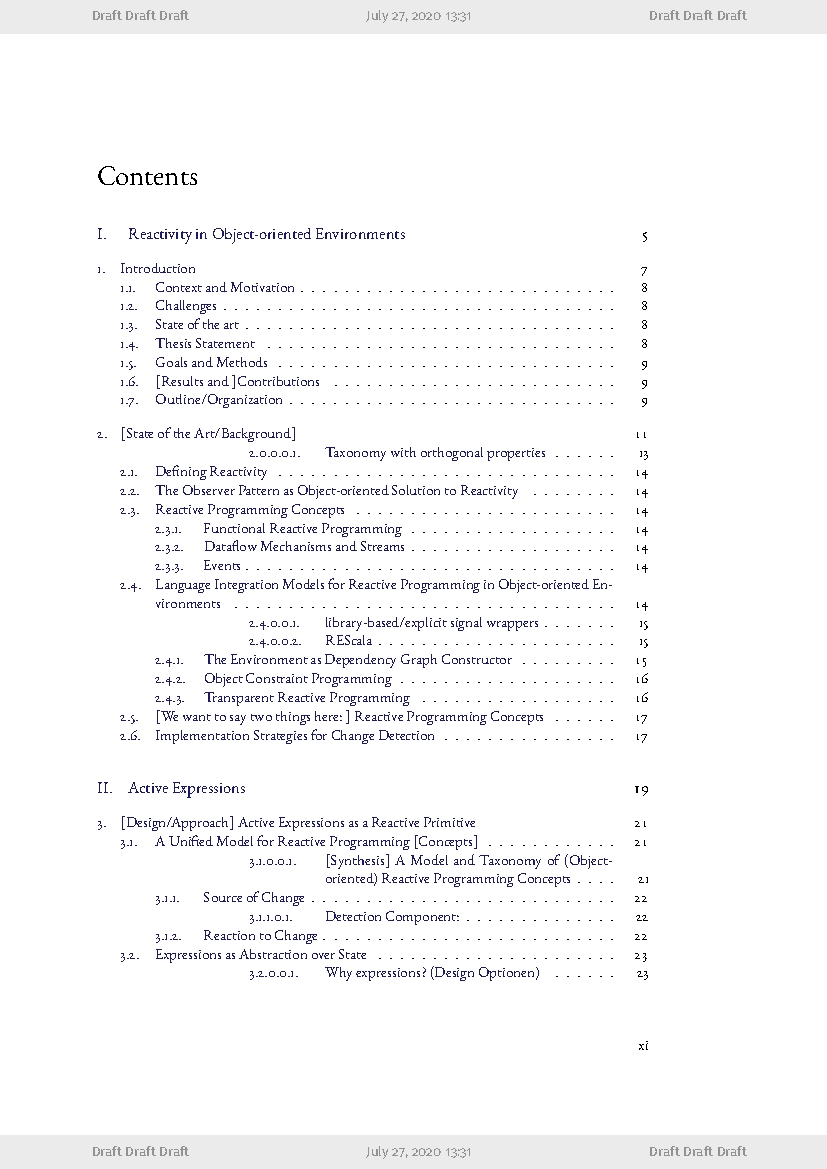 Draft Draft Draft July 27, 2020 13:31 Draft Draft Draft
Contents
I. Reactivity in Object-oriented Environments 5
1. Introduction 7
1.1. Context and Motivation . . . . . . . . . . . . . . . . . . . . . . . . . . . . . 8
1.2. Challenges . . . . . . . . . . . . . . . . . . . . . . . . . . . . . . . . . . . . 8
1.3. State of the art . . . . . . . . . . . . . . . . . . . . . . . . . . . . . . . . . . 8
1.4. Thesis Statement . . . . . . . . . . . . . . . . . . . . . . . . . . . . . . . . 8
1.5. Goals and Methods . . . . . . . . . . . . . . . . . . . . . . . . . . . . . . . 9
1.6. [Results and ]Contributions . . . . . . . . . . . . . . . . . . . . . . . . . . 9
1.7. Outline/Organization . . . . . . . . . . . . . . . . . . . . . . . . . . . . . . 9
2. [State of the Art/Background] 11
2.0.0.0.1. Taxonomy with orthogonal properties . . . . . . 13
2.1. Defining Reactivity . . . . . . . . . . . . . . . . . . . . . . . . . . . . . . . 14
2.2. The Observer Pattern as Object-oriented Solution to Reactivity . . . . . . . . 14
2.3. Reactive Programming Concepts . . . . . . . . . . . . . . . . . . . . . . . . 14
2.3.1. Functional Reactive Programming . . . . . . . . . . . . . . . . . . . 14
2.3.2. Dataflow Mechanisms and Streams . . . . . . . . . . . . . . . . . . . 14
2.3.3. Events . . . . . . . . . . . . . . . . . . . . . . . . . . . . . . . . . . 14
2.4. Language Integration Models for Reactive Programming in Object-oriented En-
vironments . . . . . . . . . . . . . . . . . . . . . . . . . . . . . . . . . . . 14
2.4.0.0.1. library-based/explicit signal wrappers . . . . . . . 15
2.4.0.0.2. REScala . . . . . . . . . . . . . . . . . . . . . . 15
2.4.1. The Environment as Dependency Graph Constructor . . . . . . . . . 15
2.4.2. Object Constraint Programming . . . . . . . . . . . . . . . . . . . . 16
2.4.3. Transparent Reactive Programming . . . . . . . . . . . . . . . . . . 16
2.5. [We want to say two things here: ] Reactive Programming Concepts . . . . . . 17
2.6. Implementation Strategies for Change Detection . . . . . . . . . . . . . . . . 17
II. Active Expressions 19
3. [Design/Approach] Active Expressions as a Reactive Primitive 21
3.1. A Unified Model for Reactive Programming [Concepts] . . . . . . . . . . . . 21
3.1.0.0.1. [Synthesis] A Model and Taxonomy of (Object-
oriented) Reactive Programming Concepts . . . . 21
3.1.1. Source of Change . . . . . . . . . . . . . . . . . . . . . . . . . . . . 22
3.1.1.0.1. Detection Component: . . . . . . . . . . . . . . 22
3.1.2. Reaction to Change . . . . . . . . . . . . . . . . . . . . . . . . . . . 22
3.2. Expressions as Abstraction over State . . . . . . . . . . . . . . . . . . . . . . 23
3.2.0.0.1. Why expressions? (Design Optionen) . . . . . . 23
xi
Draft Draft Draft July 27, 2020 13:31 Draft Draft Draft